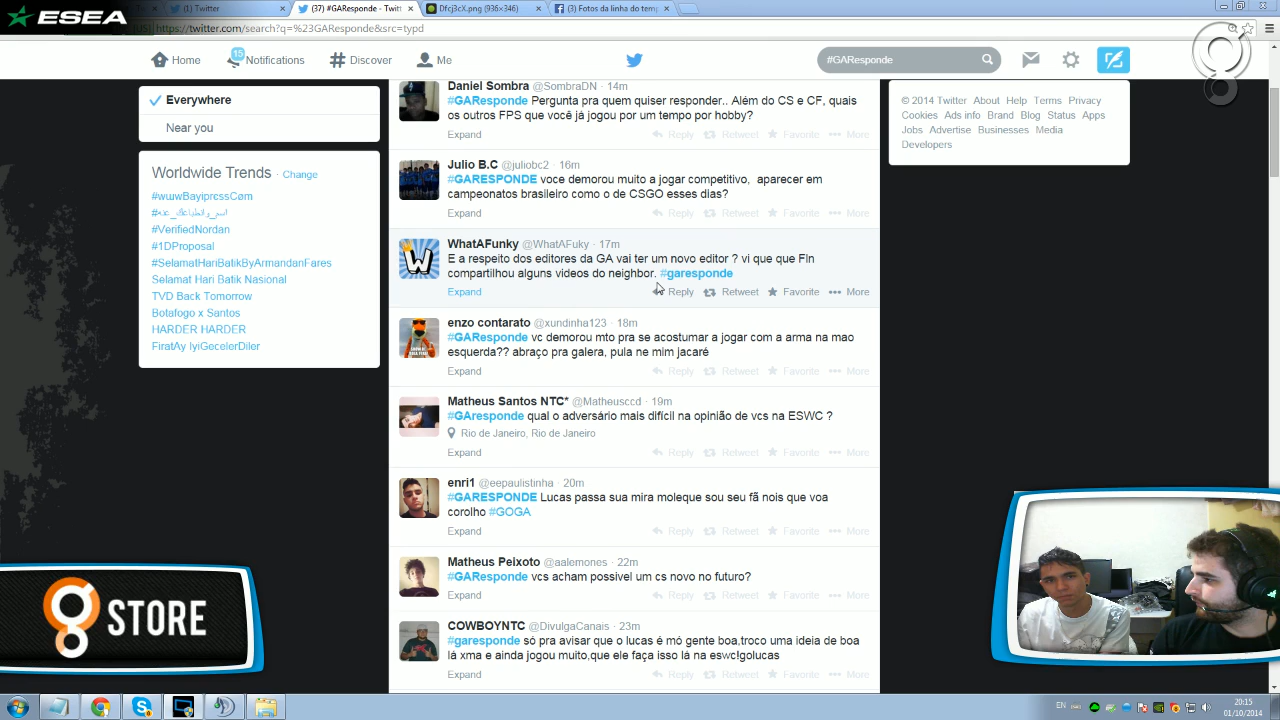 ESEA
(1) Twitter
(37) #GAResponde - Twitt
Dfcj3cX.png (936×346)
(3) Fotos da linha do temp
https://twitter.com/search?q=%23GAResponde&src=typd
Home
15
Notifications
Discover
Me
#GAResponde
Everywhere
Near you
Worldwide Trends · Change
#wɯwBayiprcssCøm
#VerifiedNordan
#1DProposal
#SelamatHariBatikByArmandanFares
Selamat Hari Batik Nasional
TVD Back Tomorrow
Botafogo x Santos
HARDER HARDER
FiratAy IyiGecelerDiler
Daniel Sombra @SombraDN · 14m
#GAResponde Pergunta pra quem quiser responder.. Além do CS e CF, quais
os outros FPS que você já jogou por um tempo por hobby?
Expand
Reply Retweet Favorite More
Julio B.C @juliobc2 · 16m
#GARESPONDE voce demorou muito a jogar competitivo, aparecer em
campeonatos brasileiro como o de CSGO esses dias?
Expand
Reply Retweet Favorite More
WhatAFunky @WhatAFuky · 17m
E a respeito dos editores da GA vai ter um novo editor ? vi que que Fln
compartilhou alguns videos do neighbor. #garesponde
Expand
Reply Retweet Favorite More
enzo contarato @xundinha123 · 18m
#GAResponde vc demorou mto pra se acostumar a jogar com a arma na mao
esquerda?? abraço pra galera, pula ne mim jacaré
Expand
Reply Retweet Favorite More
Matheus Santos NTC* @Matheusccd · 19m
#GAresponde qual o adversário mais difícil na opinião de vcs na ESWC ?
Rio de Janeiro, Rio de Janeiro
Expand
Reply Retweet Favorite More
enri1 @eepaulistinha · 20m
#GARESPONDE Lucas passa sua mira moleque sou seu fã nois que voa
corolho #GOGA
Expand
Reply Retweet Favorite More
Matheus Peixoto @aalemones · 22m
#GAResponde vcs acham possivel um cs novo no futuro?
Expand
Reply Retweet Favorite More
COWBOYNTC @DivulgaCanais · 23m
#garesponde só pra avisar que o lucas é mó gente boa,troco uma ideia de boa
lá xma e ainda jogou muito,que ele faça isso lá na eswc!golucas
Expand
Reply Retweet Favorite More
© 2014 Twitter About Help Terms Privacy
Cookies Ads info Brand Blog Status Apps
Jobs Advertise Businesses Media
Developers
STORE
EN
20:15
01/10/2014